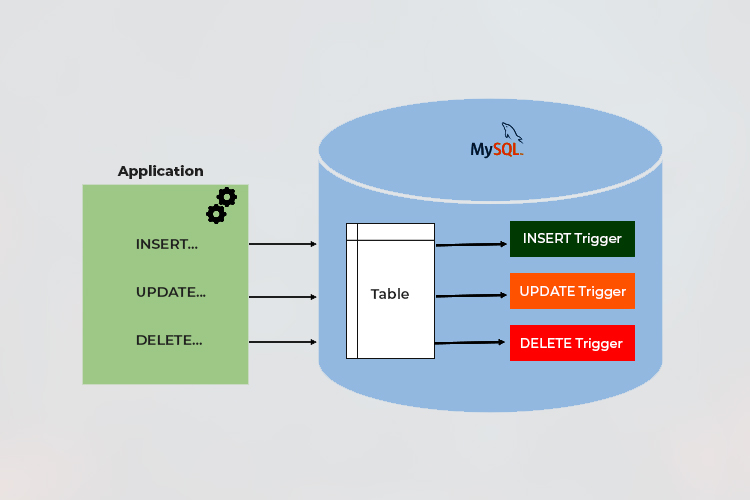 MySQL
Application
INSERT...
UPDATE...
DELETE...
Table
INSERT Trigger
UPDATE Trigger
DELETE Trigger